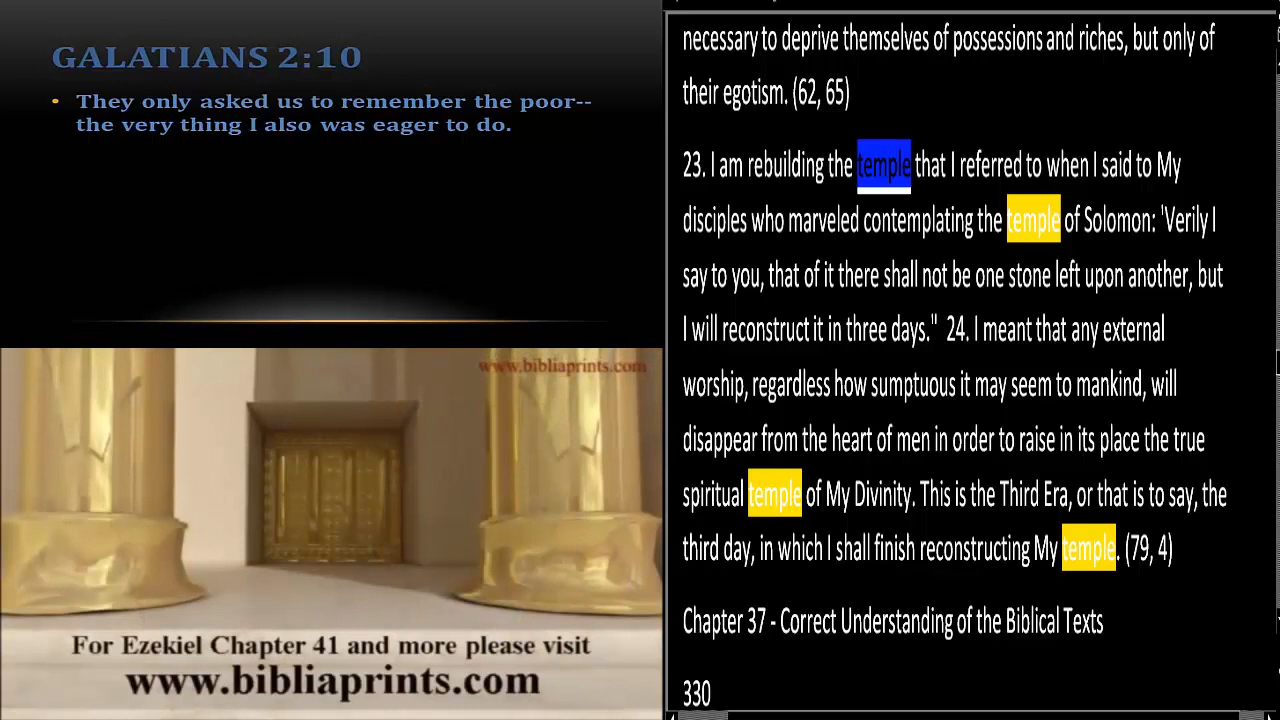 GALATIANS 2:10
• They only asked us to remember the poor--
the very thing I also was eager to do.
www.bibliaprints.com
For Ezekiel Chapter 41 and more please visit
www.bibliaprints.com
necessary to deprive themselves of possessions and riches, but only of
their egotism. (62, 65)
23. I am rebuilding the temple that I referred to when I said to My
disciples who marveled contemplating the temple of Solomon: 'Verily I
say to you, that of it there shall not be one stone left upon another, but
I will reconstruct it in three days." 24. I meant that any external
worship, regardless how sumptuous it may seem to mankind, will
disappear from the heart of men in order to raise in its place the true
spiritual temple of My Divinity. This is the Third Era, or that is to say, the
third day, in which I shall finish reconstructing My temple. (79, 4)
Chapter 37 - Correct Understanding of the Biblical Texts
330